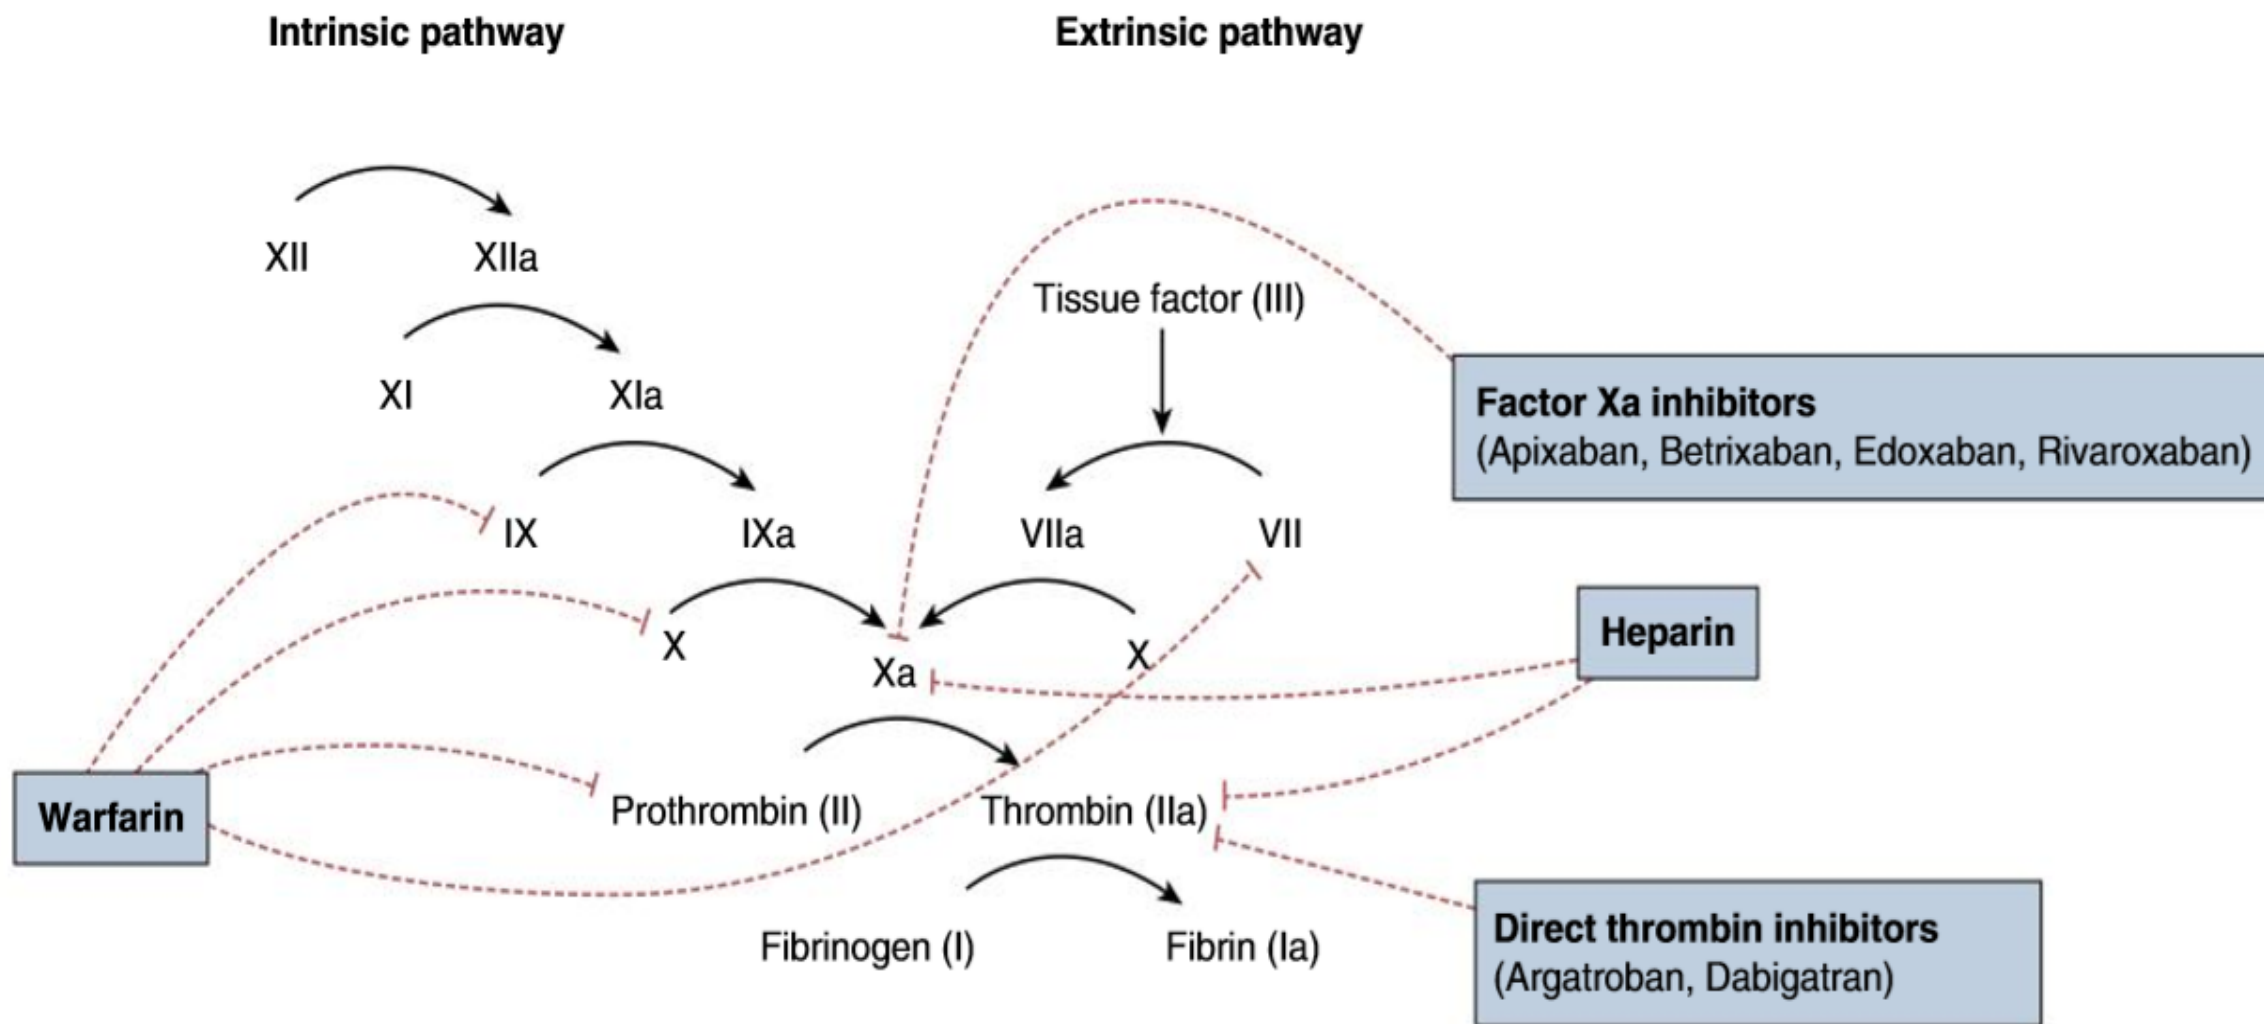 Intrinsic pathway
Extrinsic pathway
XII
XIIa
Tissue factor (III)
XI
XIa
Factor Xa inhibitors
(Apixaban, Betrixaban, Edoxaban, Rivaroxaban)
IX
IXa
VIIa
VII
X
Xa
X
Heparin
Warfarin
Prothrombin (II)
Thrombin (IIa)
Fibrinogen (I)
Fibrin (Ia)
Direct thrombin inhibitors
(Argatroban, Dabigatran)